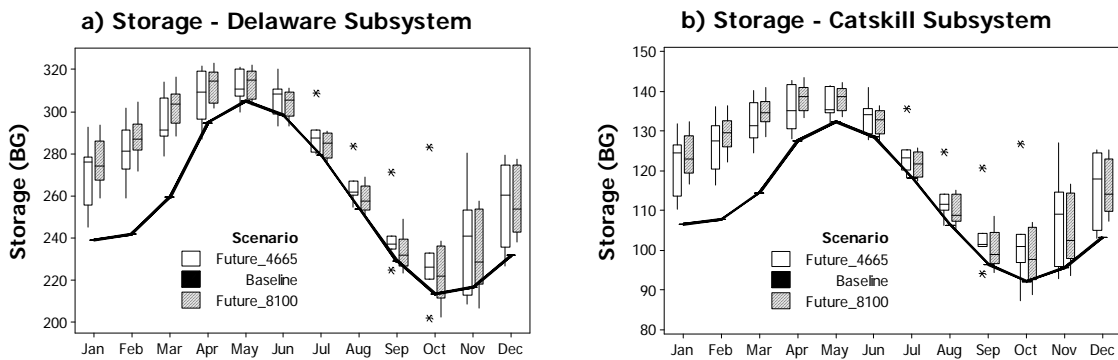 a) Storage - Delaware Subsystem
Storage (BG)
320
300
280
260
240
220
200
Scenario
Future_4665
Baseline
Future_8100
Jan Feb Mar Apr May Jun Jul Aug Sep Oct Nov Dec
b) Storage - Catskill Subsystem
Storage (BG)
150
140
130
120
110
100
90
80
Scenario
Future_4665
Baseline
Future_8100
Jan Feb Mar Apr May Jun Jul Aug Sep Oct Nov Dec